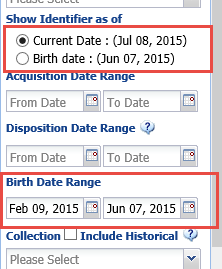 Please Select
Show Identifier as of
Current Date : (Jul 08, 2015)
Birth date : (Jun 07, 2015)
Acquisition Date Range
From Date To Date
Disposition Date Range ?
From Date To Date
Birth Date Range
Feb 09, 2015 Jun 07, 2015
Collection Include Historical ?
Please Select